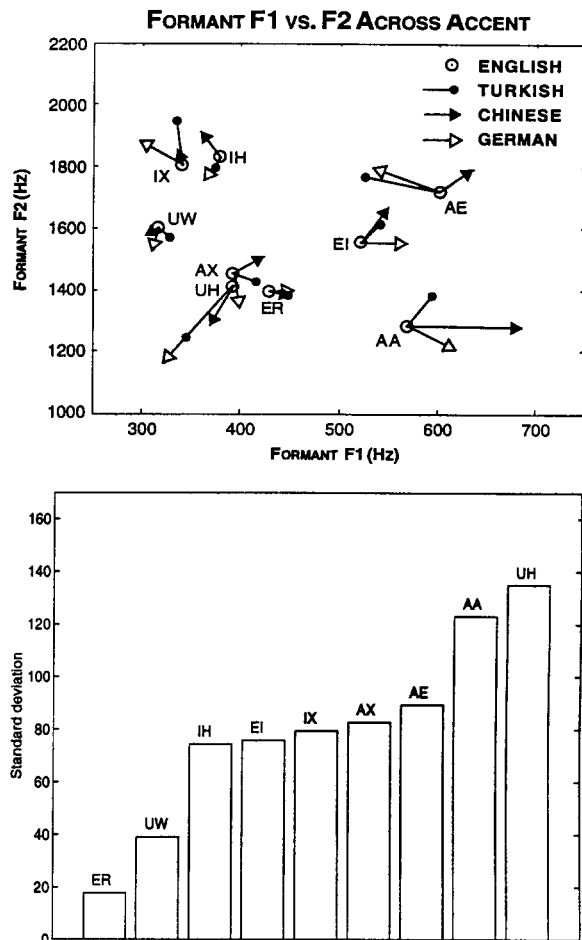 FORMANT F1 VS. F2 ACROSS ACCENT
2200
2000
1800
1600
1400
1200
1000
FORMANT F2 (Hz)
ENGLISH
TURKISH
CHINESE
GERMAN
IX
IH
UW
AE
EI
AX
UH
ER
AA
300
400
500
600
700
FORMANT F1 (Hz)
160
140
120
100
80
60
40
20
0
Standard deviation
ER
UW
IH
EI
IX
AX
AE
AA
UH